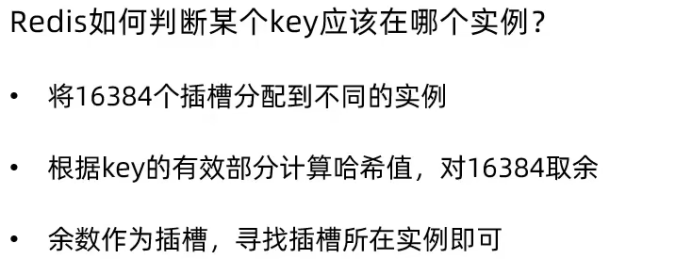 Redis如何判断某个key应该在哪个实例？
• 将16384个插槽分配到不同的实例
• 根据key的有效部分计算哈希值，对16384取余
• 余数作为插槽，寻找插槽所在实例即可